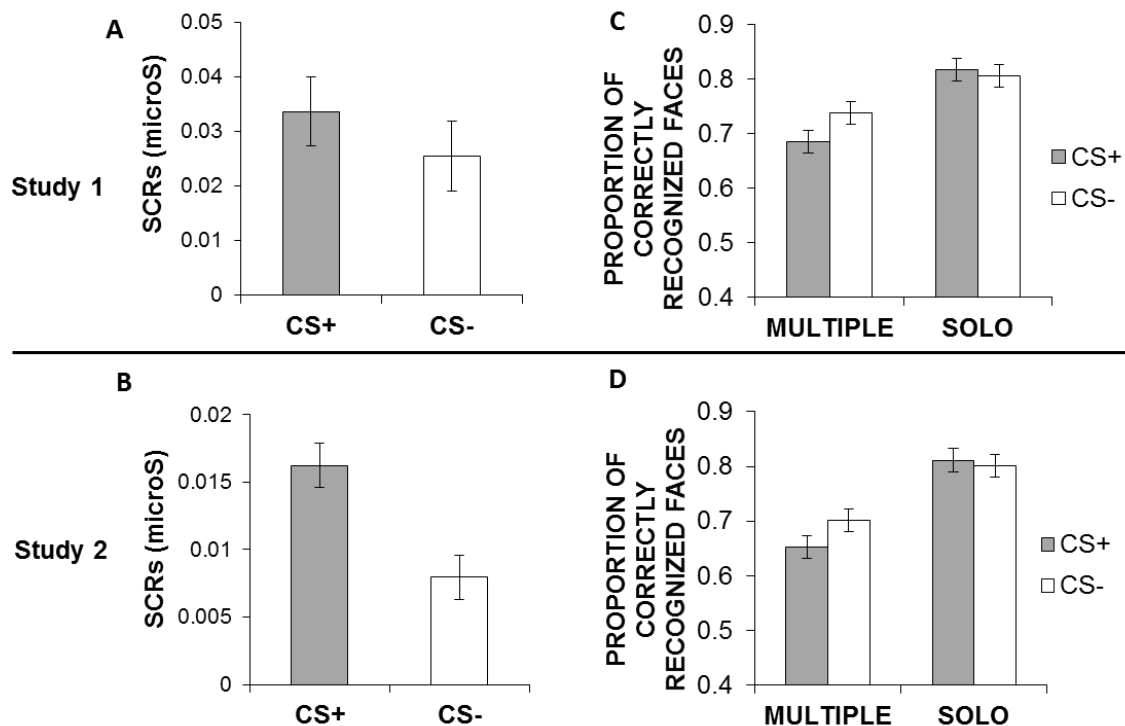 A
SCRs (microS)
0.05
0.04
0.03
0.02
0.01
0
CS+
CS-
Study 1
C
PROPORTION OF
CORRECTLY
RECOGNIZED FACES
0.9
0.8
0.7
0.6
0.5
0.4
MULTIPLE
SOLO
CS+
CS-
B
SCRs (microS)
0.02
0.015
0.01
0.005
0
CS+
CS-
Study 2
D
PROPORTION OF
CORRECTLY
RECOGNIZED FACES
0.9
0.8
0.7
0.6
0.5
0.4
MULTIPLE
SOLO
CS+
CS-